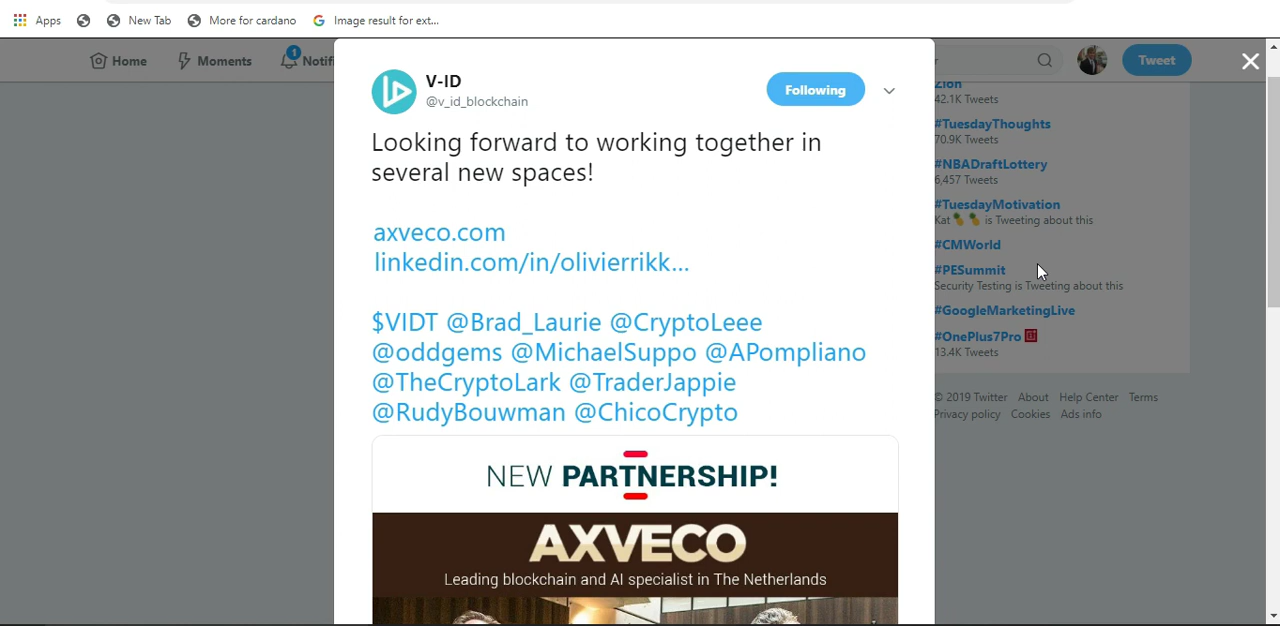 Apps New Tab More for cardano Image result for ext...
Home Moments 1 Notifi Tweet
V-ID
@v_id_blockchain
Following
Looking forward to working together in
several new spaces!
axveco.com
linkedin.com/in/olivierrikk...
$VIDT @Brad_Laurie @CryptoLeee
@oddgems @MichaelSuppo @APompliano
@TheCryptoLark @TraderJappie
@RudyBouwman @ChicoCrypto
NEW PARTNERSHIP!
AXVECO
Leading blockchain and AI specialist in The Netherlands
Zion
42.1K Tweets
#TuesdayThoughts
70.9K Tweets
#NBADraftLottery
6,457 Tweets
#TuesdayMotivation
Kat🍍🍍 is Tweeting about this
#CMWorld
#PESummit
Security Testing is Tweeting about this
#GoogleMarketingLive
#OnePlus7Pro
13.4K Tweets
© 2019 Twitter About Help Center Terms
Privacy policy Cookies Ads info